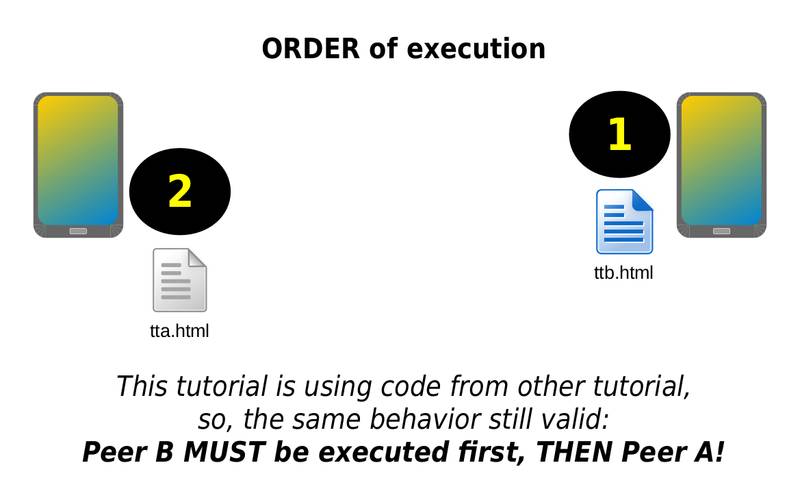 ORDER of execution
1
2
ttb.html
tta.html
This tutorial is using code from other tutorial,
so, the same behavior still valid:
Peer B MUST be executed first, THEN Peer A!